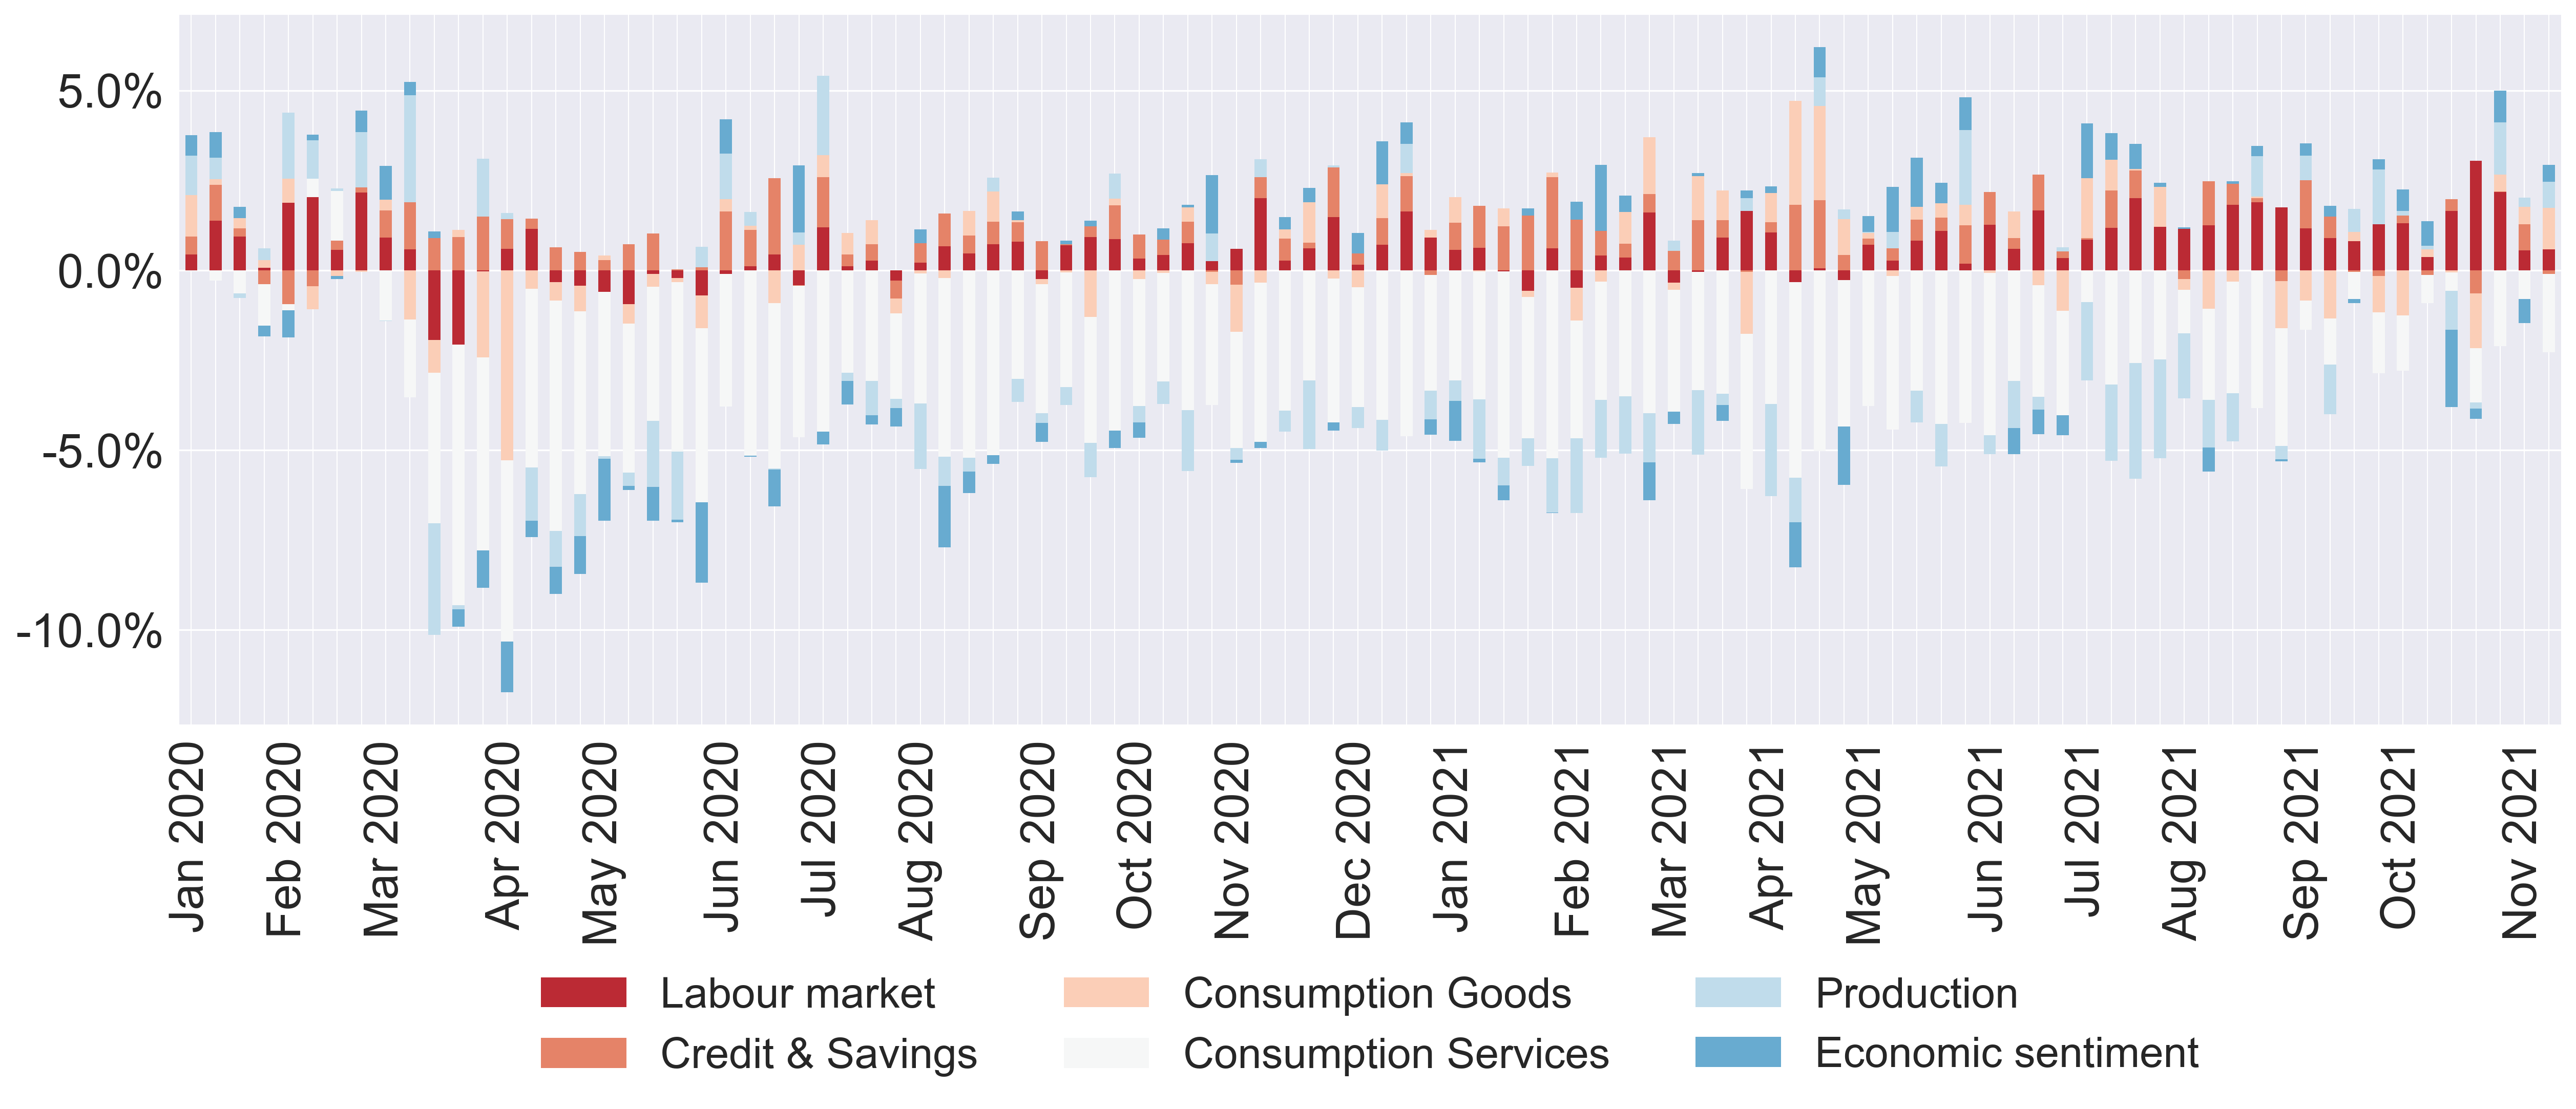 5.0%
0.0%
-5.0%
-10.0%
Jan 2020
Feb 2020
Mar 2020
Apr 2020
May 2020
Jun 2020
Jul 2020
Aug 2020
Sep 2020
Oct 2020
Nov 2020
Dec 2020
Jan 2021
Feb 2021
Mar 2021
Apr 2021
May 2021
Jun 2021
Jul 2021
Aug 2021
Sep 2021
Oct 2021
Nov 2021
Labour market
Consumption Goods
Production
Credit & Savings
Consumption Services
Economic sentiment